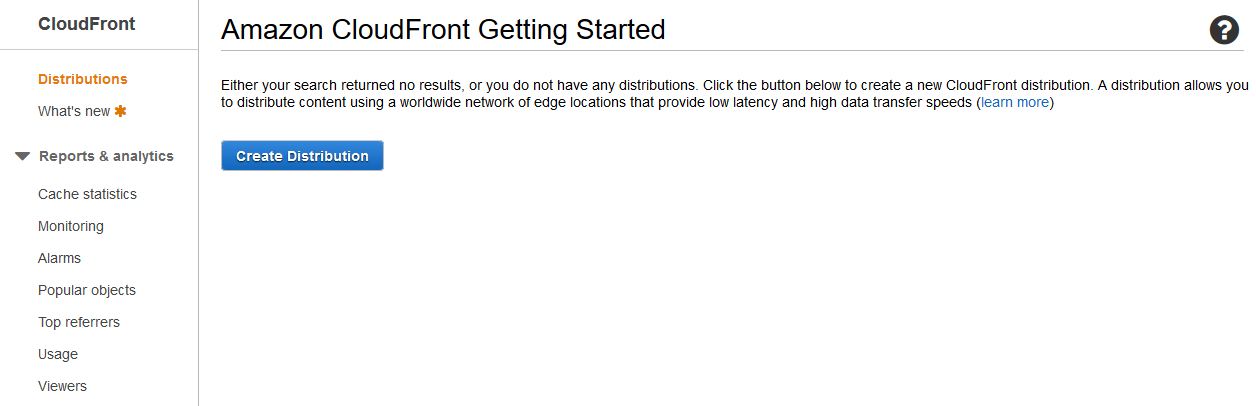 CloudFront
Distributions
What's new
Reports & analytics
Cache statistics
Monitoring
Alarms
Popular objects
Top referrers
Usage
Viewers
Amazon CloudFront Getting Started
?
Either your search returned no results, or you do not have any distributions. Click the button below to create a new CloudFront distribution. A distribution allows you
to distribute content using a worldwide network of edge locations that provide low latency and high data transfer speeds (learn more)
Create Distribution